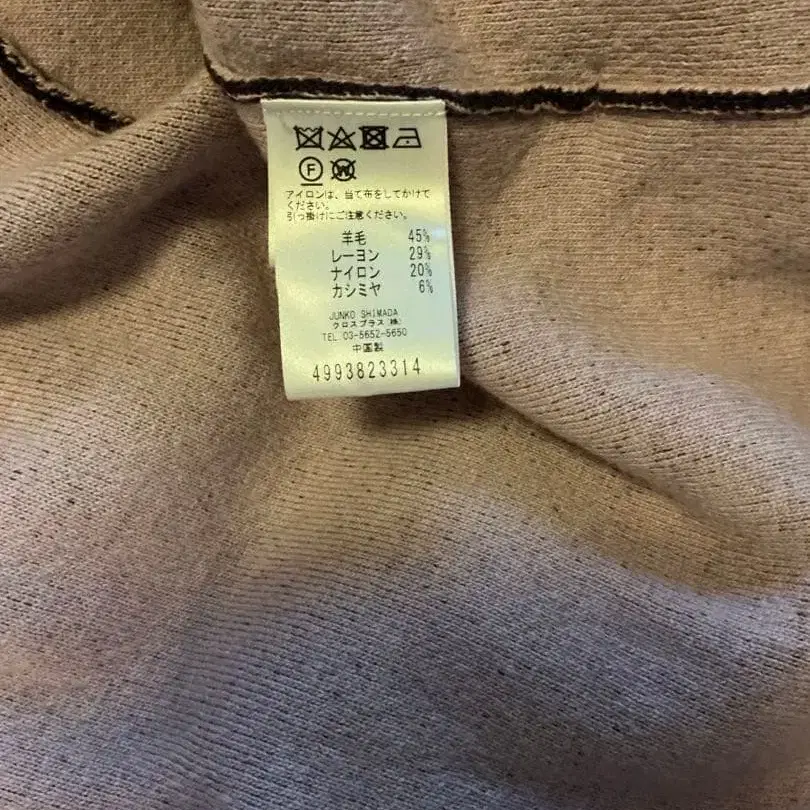 F W
アイロンは、当て布をしてかけて
ください。
引っ掛けにご注意ください。
羊毛 45%
レーヨン 29%
ナイロン 20%
カシミヤ 6%
JUNKO SHIMADA
クロスプラス(株)
TEL.03-5652-5650
中国製
4993823314